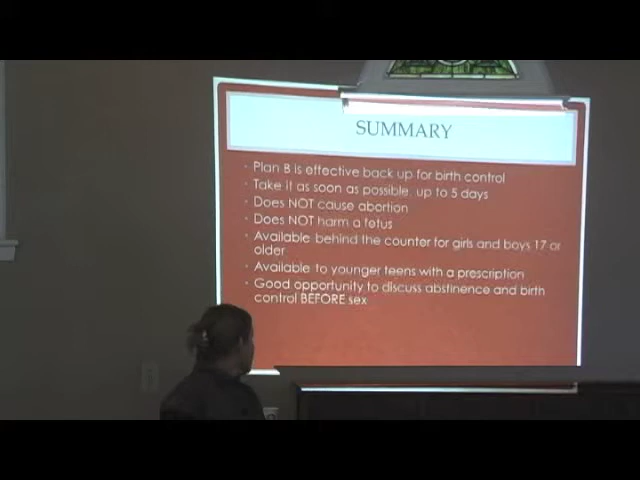 SUMMARY
• Plan B is effective back up for birth control
• Take it as soon as possible, up to 5 days
• Does NOT cause abortion
• Does NOT harm a fetus
• Available behind the counter for girls and boys 17 or
older
• Available to younger teens with a prescription
• Good opportunity to discuss abstinence and birth
control BEFORE sex